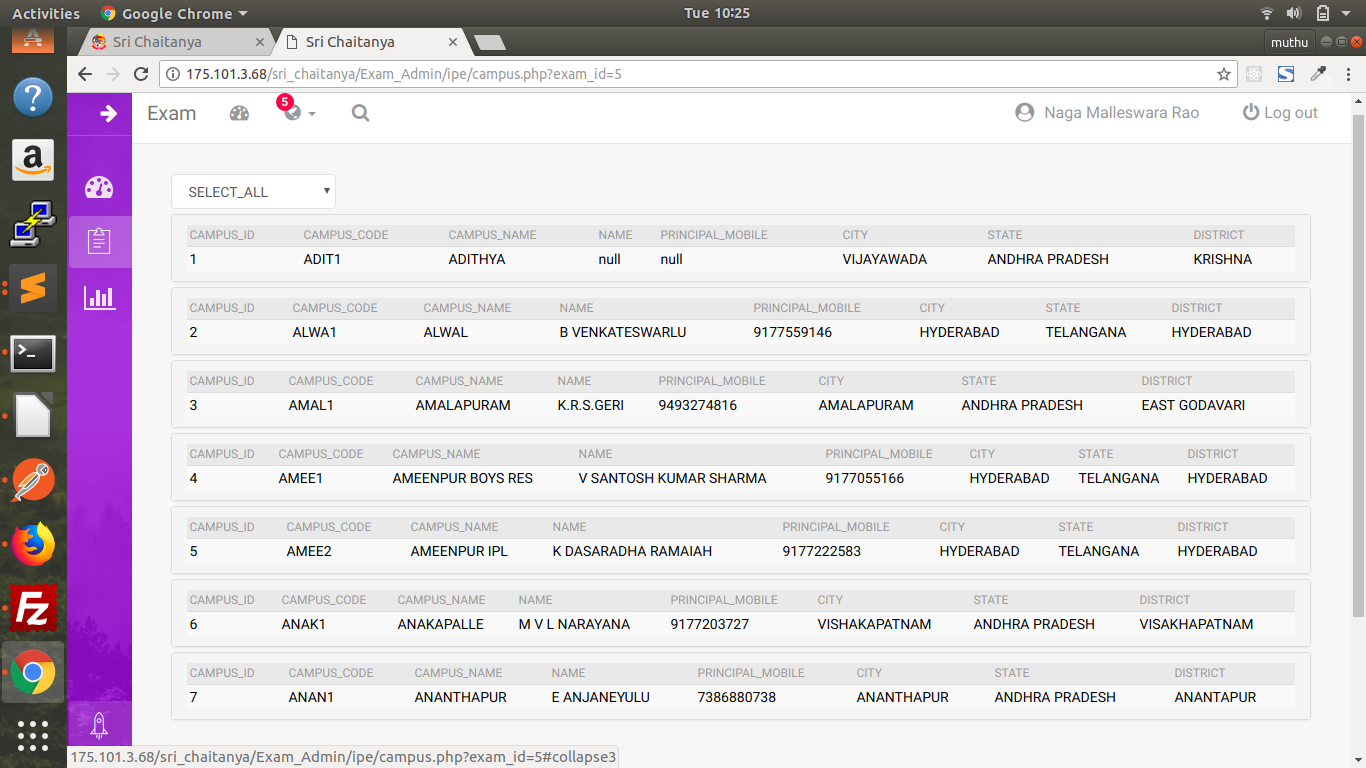 Activities Google Chrome Tue 10:25
Sri Chaitanya Sri Chaitanya muthu
175.101.3.68/sri_chaitanya/Exam_Admin/ipe/campus.php?exam_id=5
Exam 5 Naga Malleswara Rao Log out
SELECT_ALL
CAMPUS_ID CAMPUS_CODE CAMPUS_NAME NAME PRINCIPAL_MOBILE CITY STATE DISTRICT
1 ADIT1 ADITHYA null null VIJAYAWADA ANDHRA PRADESH KRISHNA
CAMPUS_ID CAMPUS_CODE CAMPUS_NAME NAME PRINCIPAL_MOBILE CITY STATE DISTRICT
2 ALWA1 ALWAL B VENKATESWARLU 9177559146 HYDERABAD TELANGANA HYDERABAD
CAMPUS_ID CAMPUS_CODE CAMPUS_NAME NAME PRINCIPAL_MOBILE CITY STATE DISTRICT
3 AMAL1 AMALAPURAM K.R.S.GERI 9493274816 AMALAPURAM ANDHRA PRADESH EAST GODAVARI
CAMPUS_ID CAMPUS_CODE CAMPUS_NAME NAME PRINCIPAL_MOBILE CITY STATE DISTRICT
4 AMEE1 AMEENPUR BOYS RES V SANTOSH KUMAR SHARMA 9177055166 HYDERABAD TELANGANA HYDERABAD
CAMPUS_ID CAMPUS_CODE CAMPUS_NAME NAME PRINCIPAL_MOBILE CITY STATE DISTRICT
5 AMEE2 AMEENPUR IPL K DASARADHA RAMAIAH 9177222583 HYDERABAD TELANGANA HYDERABAD
CAMPUS_ID CAMPUS_CODE CAMPUS_NAME NAME PRINCIPAL_MOBILE CITY STATE DISTRICT
6 ANAK1 ANAKAPALLE M V L NARAYANA 9177203727 VISHAKAPATNAM ANDHRA PRADESH VISAKHAPATNAM
CAMPUS_ID CAMPUS_CODE CAMPUS_NAME NAME PRINCIPAL_MOBILE CITY STATE DISTRICT
7 ANAN1 ANANTHAPUR E ANJANEYULU 7386880738 ANANTHAPUR ANDHRA PRADESH ANANTAPUR
175.101.3.68/sri_chaitanya/Exam_Admin/ipe/campus.php?exam_id=5#collapse3